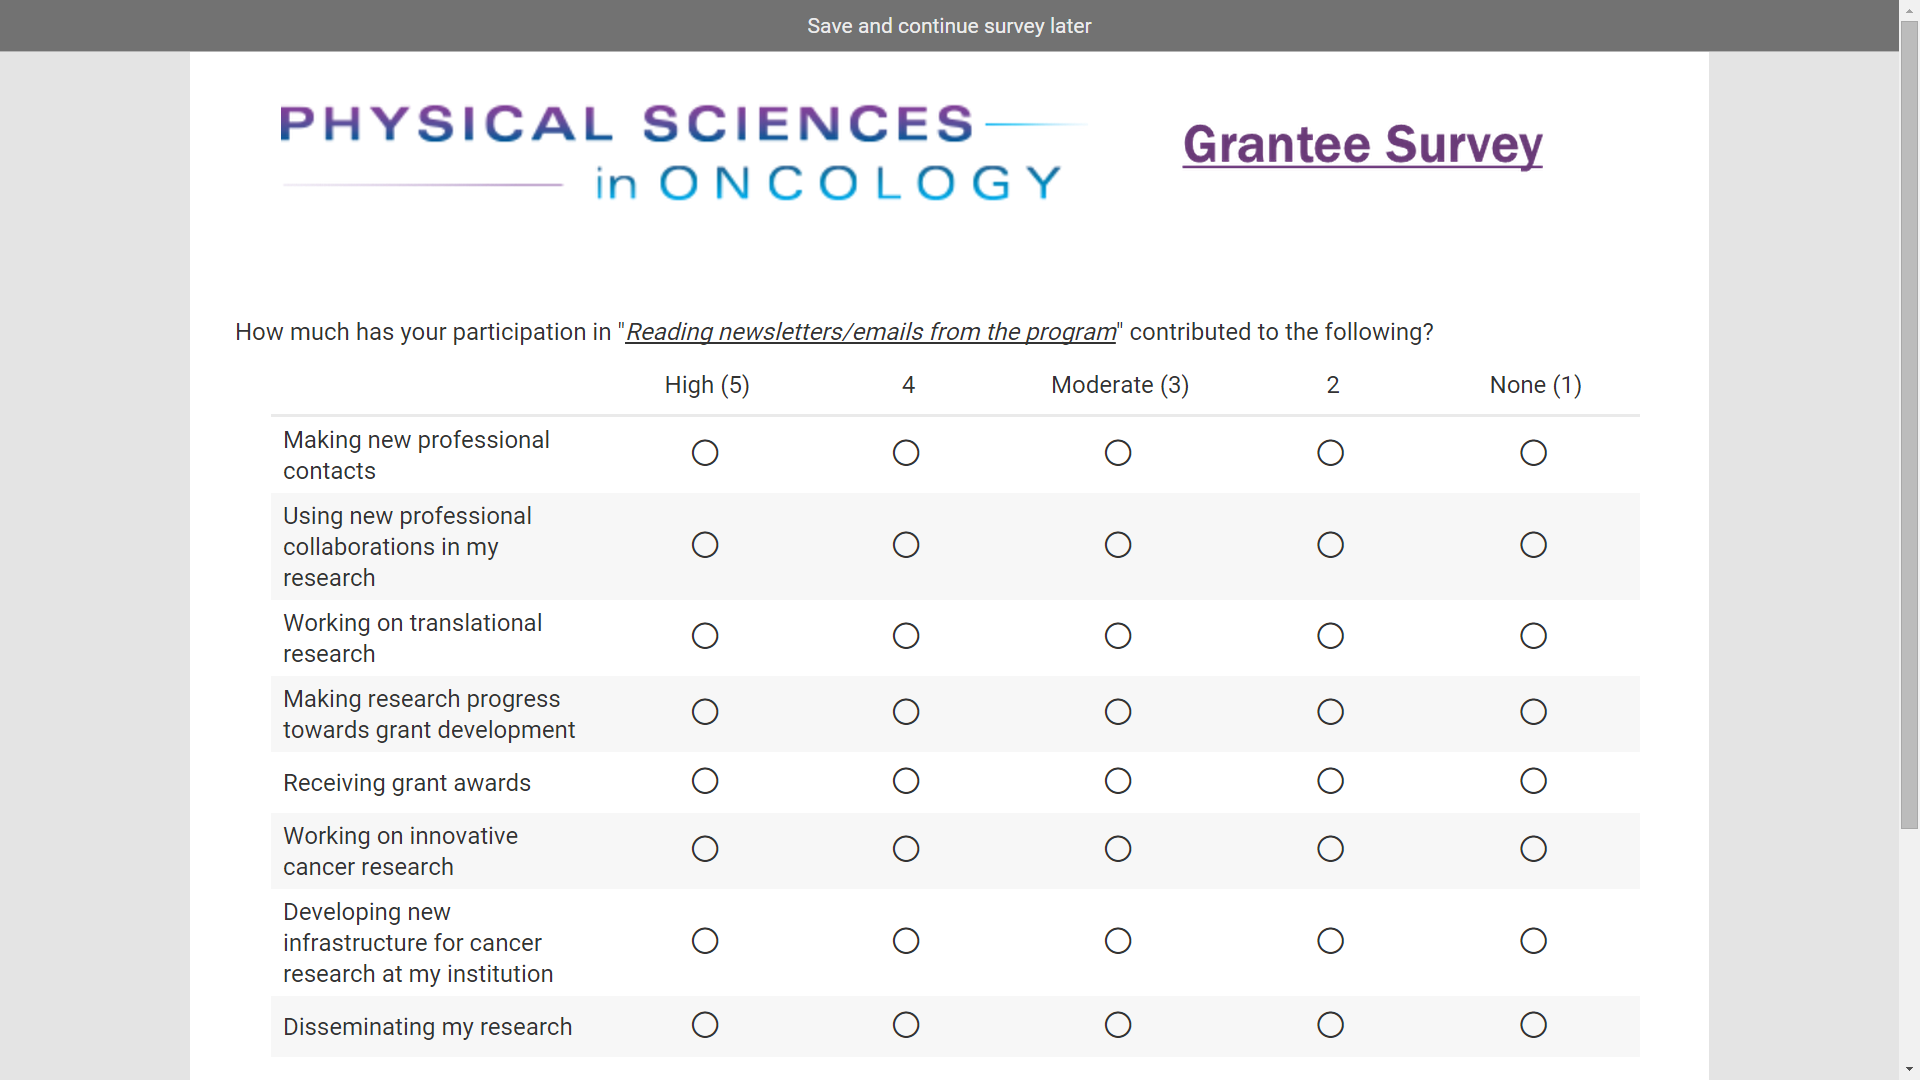 Save and continue survey later
PHYSICAL SCIENCES
in ONCOLOGY
Grantee Survey
How much has your participation in "Reading newsletters/emails from the program" contributed to the following?
High (5) 4 Moderate (3) 2 None (1)
Making new professional
contacts
Using new professional
collaborations in my
research
Working on translational
research
Making research progress
towards grant development
Receiving grant awards
Working on innovative
cancer research
Developing new
infrastructure for cancer
research at my institution
Disseminating my research